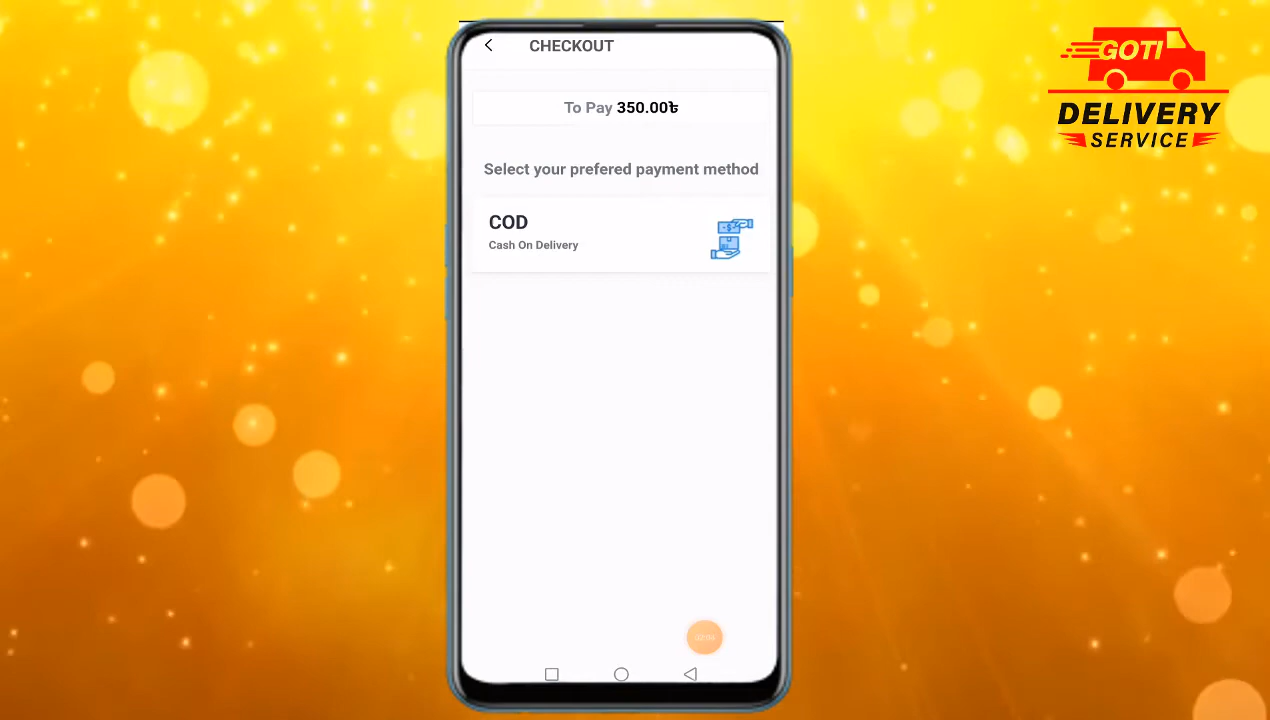 CHECKOUT
To Pay 350.00৳
Select your prefered payment method
COD
Cash On Delivery
GOTI
DELIVERY
SERVICE